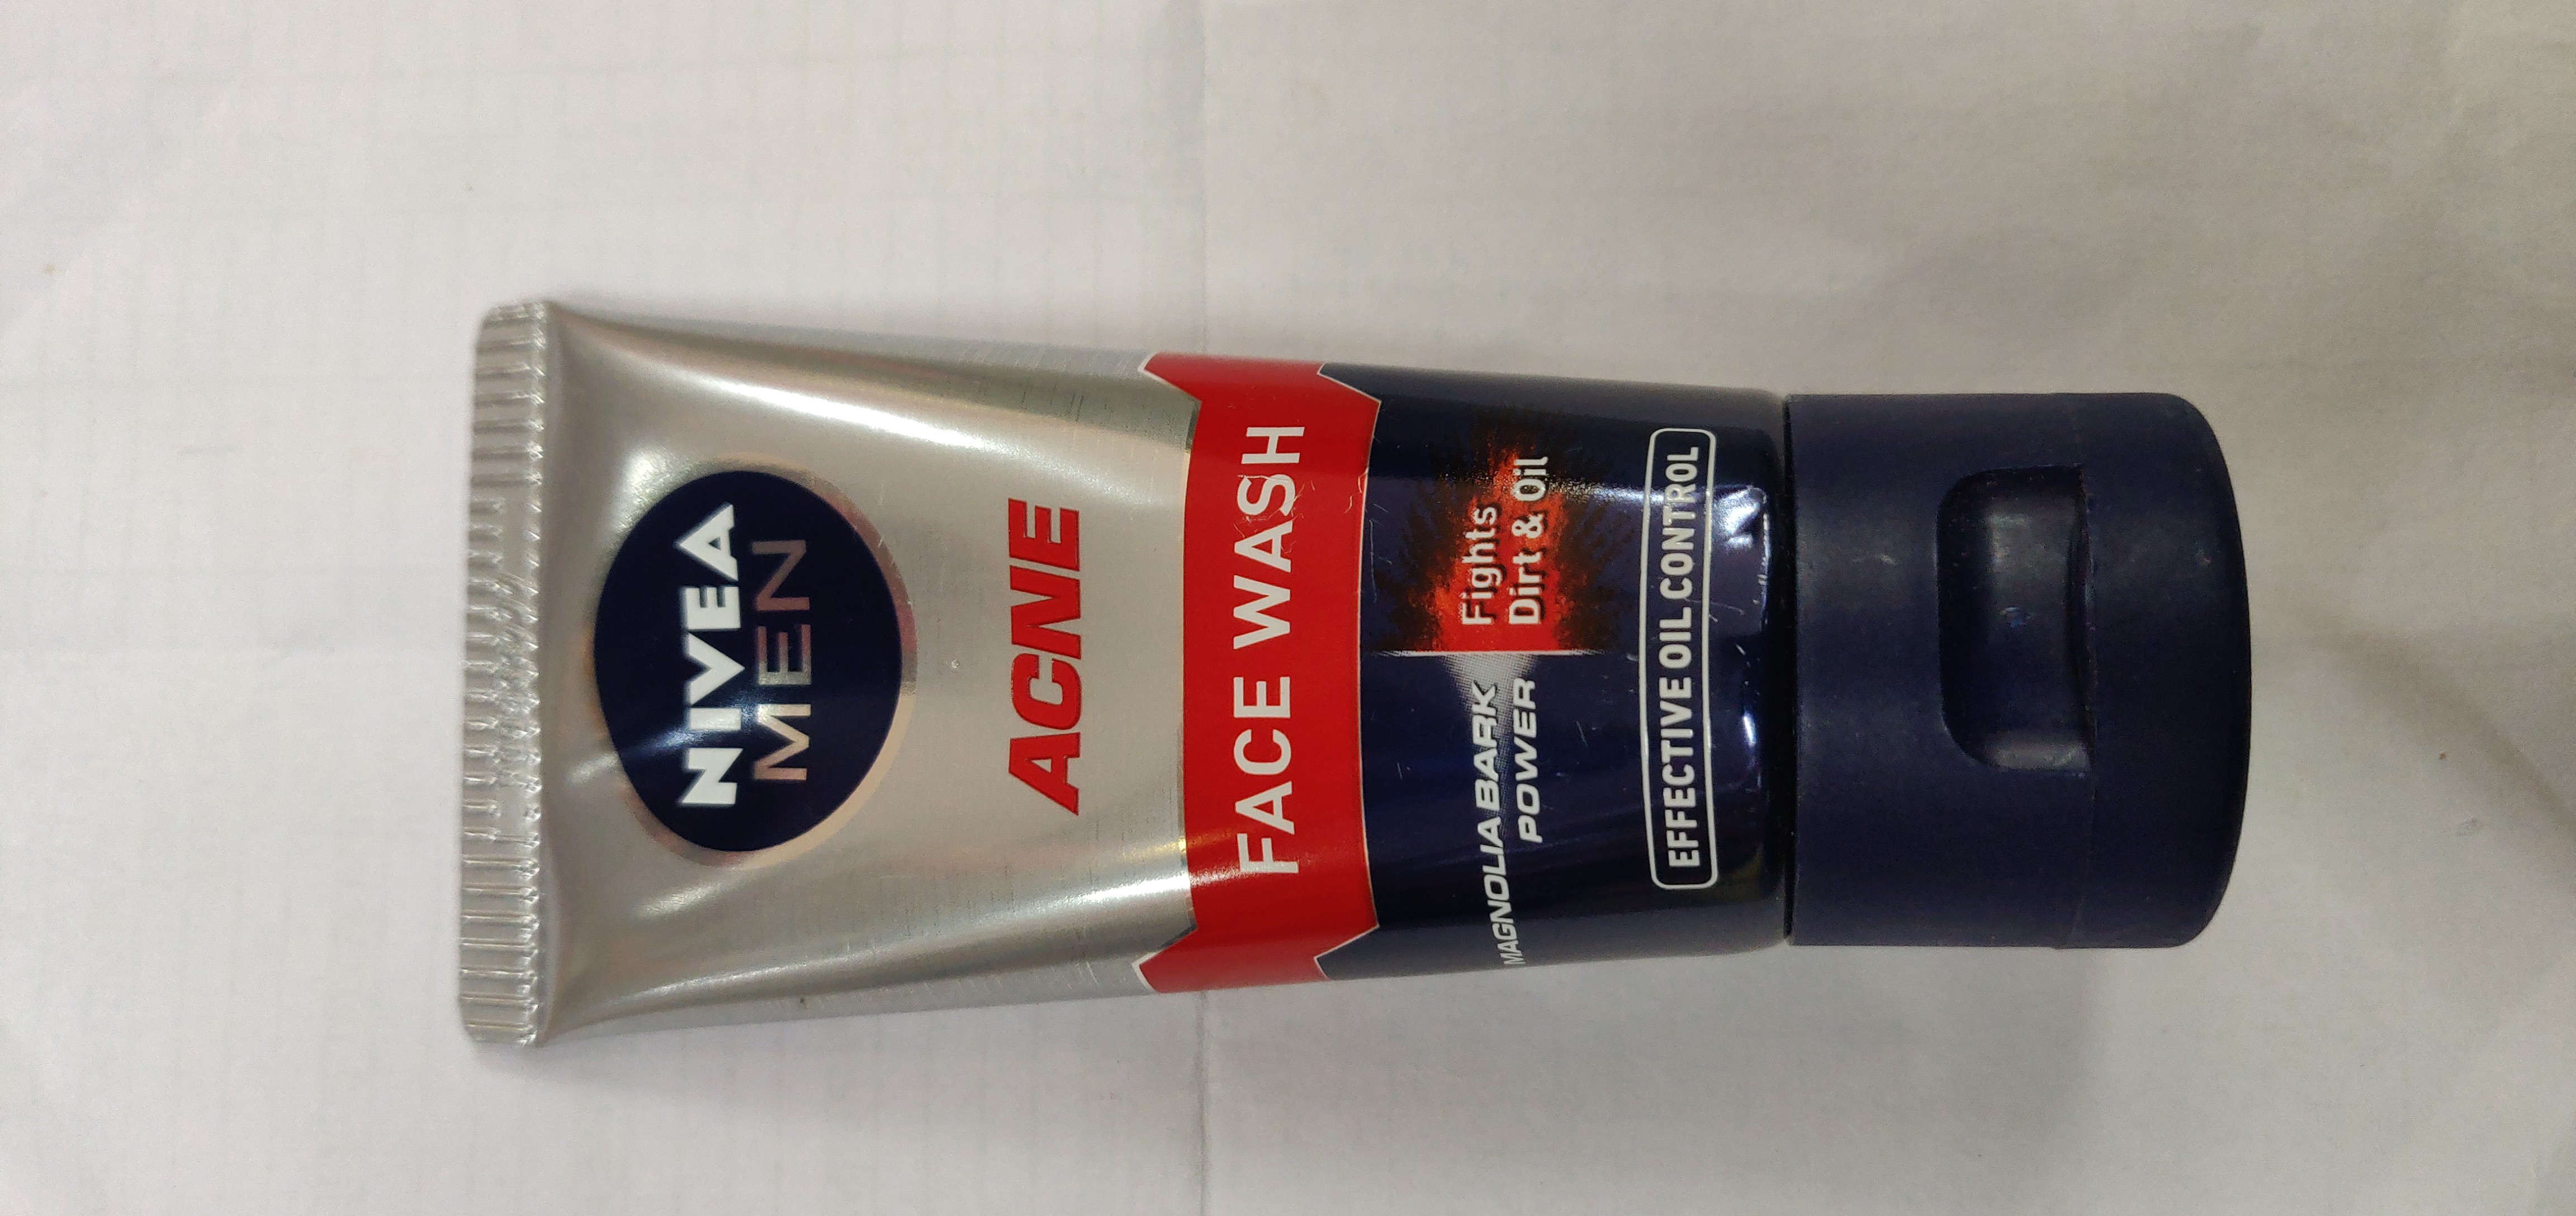 NIVEA
MEN
ACNE
FACE WASH
MAGNOLIA BARK
POWER
Fights
Dirt & Oil
EFFECTIVE OIL CONTROL